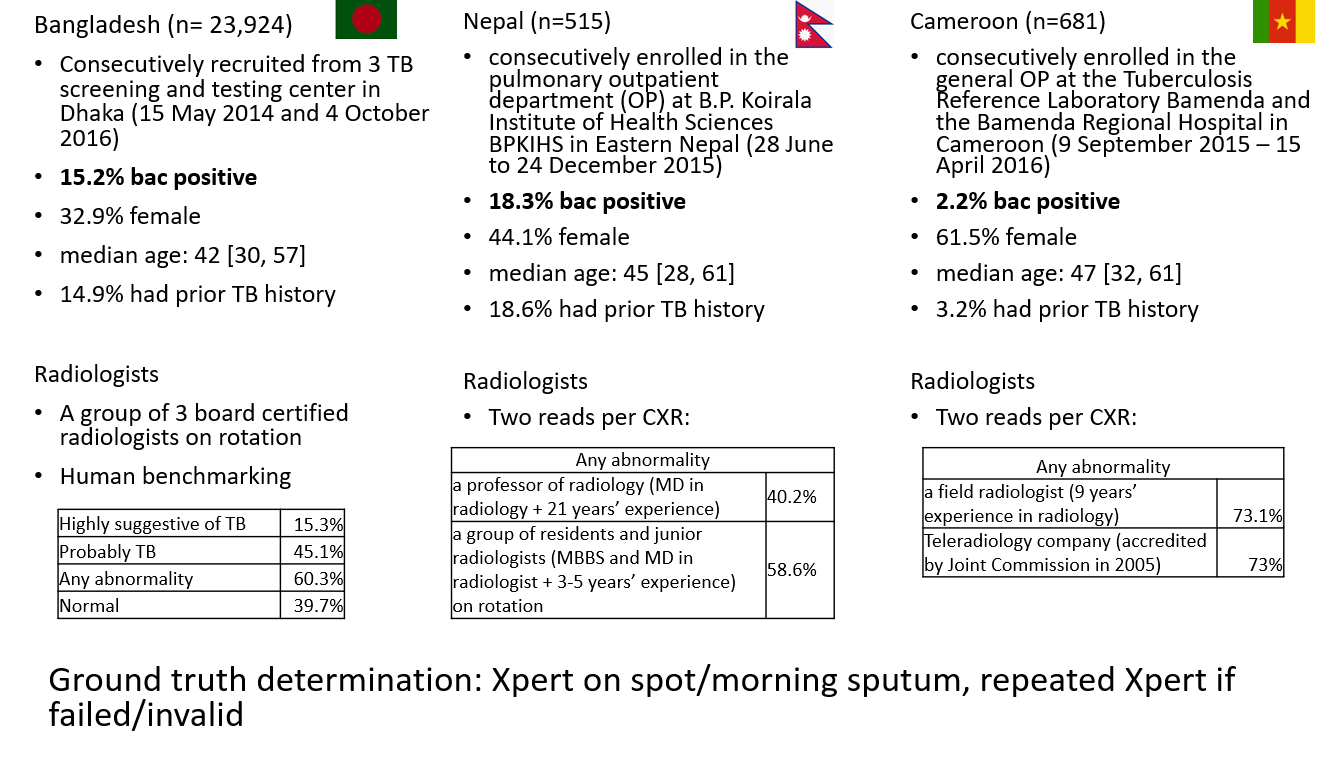 Bangladesh (n= 23,924)
• Consecutively recruited from 3 TB
screening and testing center in
Dhaka (15 May 2014 and 4 October
2016)
• 15.2% bac positive
• 32.9% female
• median age: 42 [30, 57]
• 14.9% had prior TB history
Radiologists
• A group of 3 board certified
radiologists on rotation
• Human benchmarking
Highly suggestive of TB 15.3%
Probably TB 45.1%
Any abnormality 60.3%
Normal 39.7%
Nepal (n=515)
• consecutively enrolled in the
pulmonary outpatient
department (OP) at B.P. Koirala
Institute of Health Sciences
BPKIHS in Eastern Nepal (28 June
to 24 December 2015)
• 18.3% bac positive
• 44.1% female
• median age: 45 [28, 61]
• 18.6% had prior TB history
Radiologists
• Two reads per CXR:
Any abnormality
a professor of radiology (MD in
radiology + 21 years’ experience) 40.2%
a group of residents and junior
radiologists (MBBS and MD in
radiologist + 3-5 years’ experience) 58.6%
on rotation
Cameroon (n=681)
• consecutively enrolled in the
general OP at the Tuberculosis
Reference Laboratory Bamenda and
the Bamenda Regional Hospital in
Cameroon (9 September 2015 – 15
April 2016)
• 2.2% bac positive
• 61.5% female
• median age: 47 [32, 61]
• 3.2% had prior TB history
Radiologists
• Two reads per CXR:
Any abnormality
a field radiologist (9 years’
experience in radiology) 73.1%
Teleradiology company (accredited
by Joint Commission in 2005) 73%
Ground truth determination: Xpert on spot/morning sputum, repeated Xpert if
failed/invalid